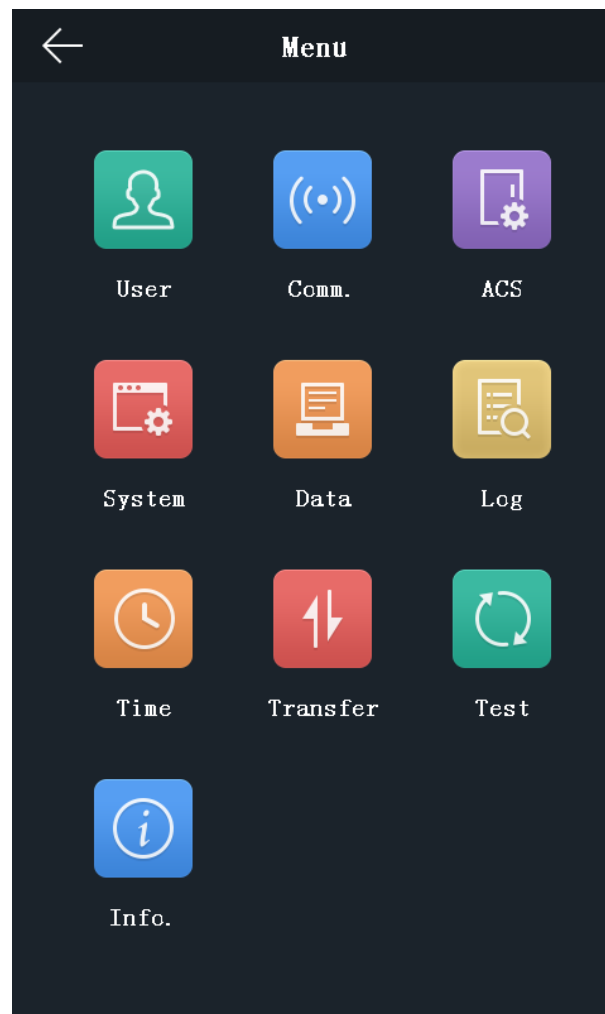 Menu
User Comm. ACS
System Data Log
Time Transfer Test
Info.